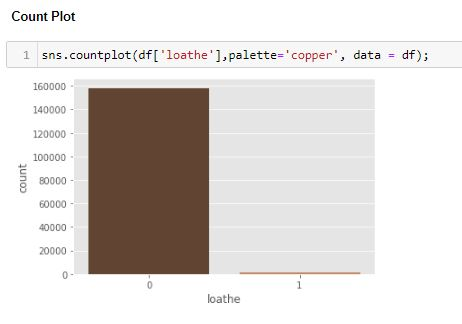 Count Plot
1 sns.countplot(df['loathe'],palette='copper', data = df);
160000
140000
120000
100000
80000
60000
40000
20000
0
count
0 1
loathe